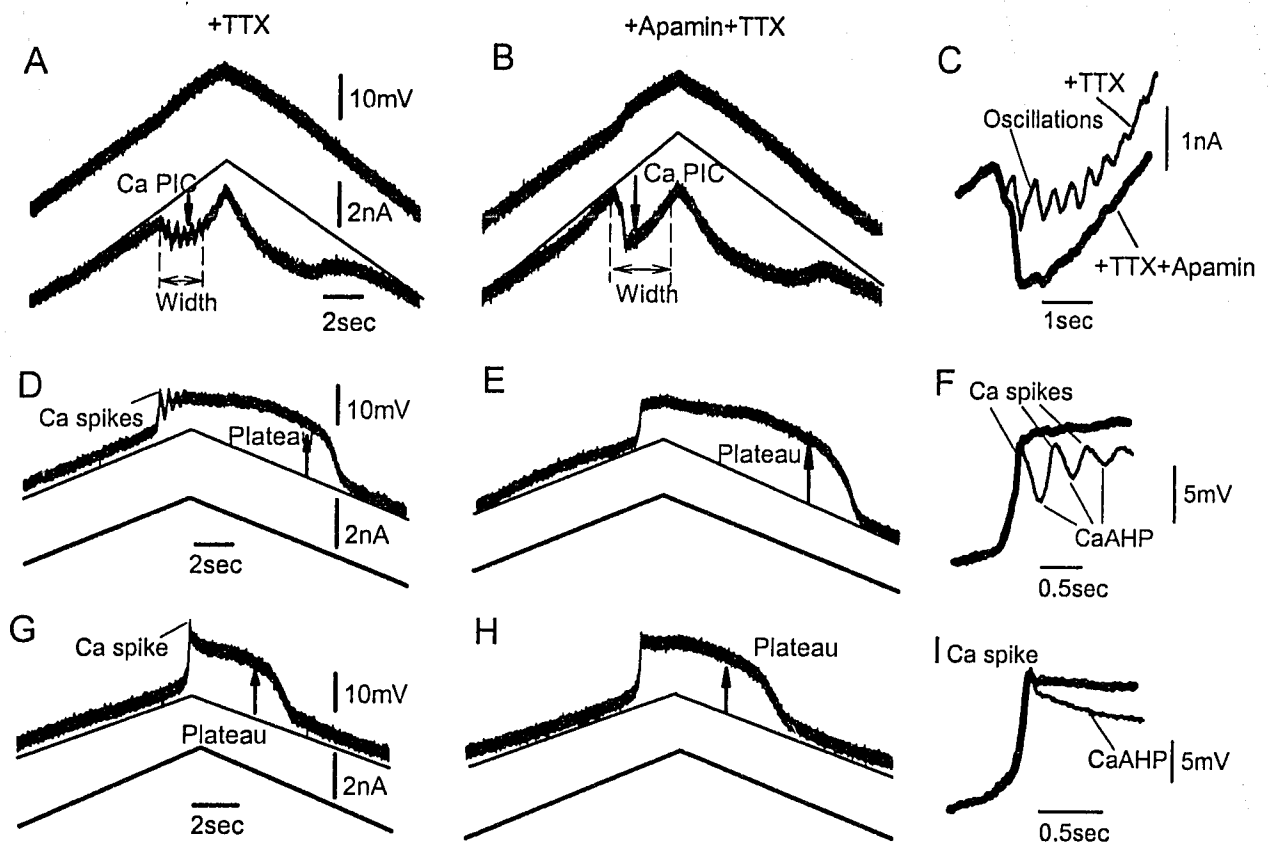 +TTX
+Apamin+TTX
A
10mV
Ca PIC
2nA
Width
2sec
B
Ca PIC
Width
C
+TTX
Oscillations
1nA
+TTX+Apamin
1sec
D
Ca spikes
10mV
Plateau
2nA
2sec
E
Plateau
F
Ca spikes
5mV
CaAHP
0.5sec
G
Ca spike
10mV
Plateau
2nA
2sec
H
Plateau
I
Ca spike
CaAHP
5mV
0.5sec